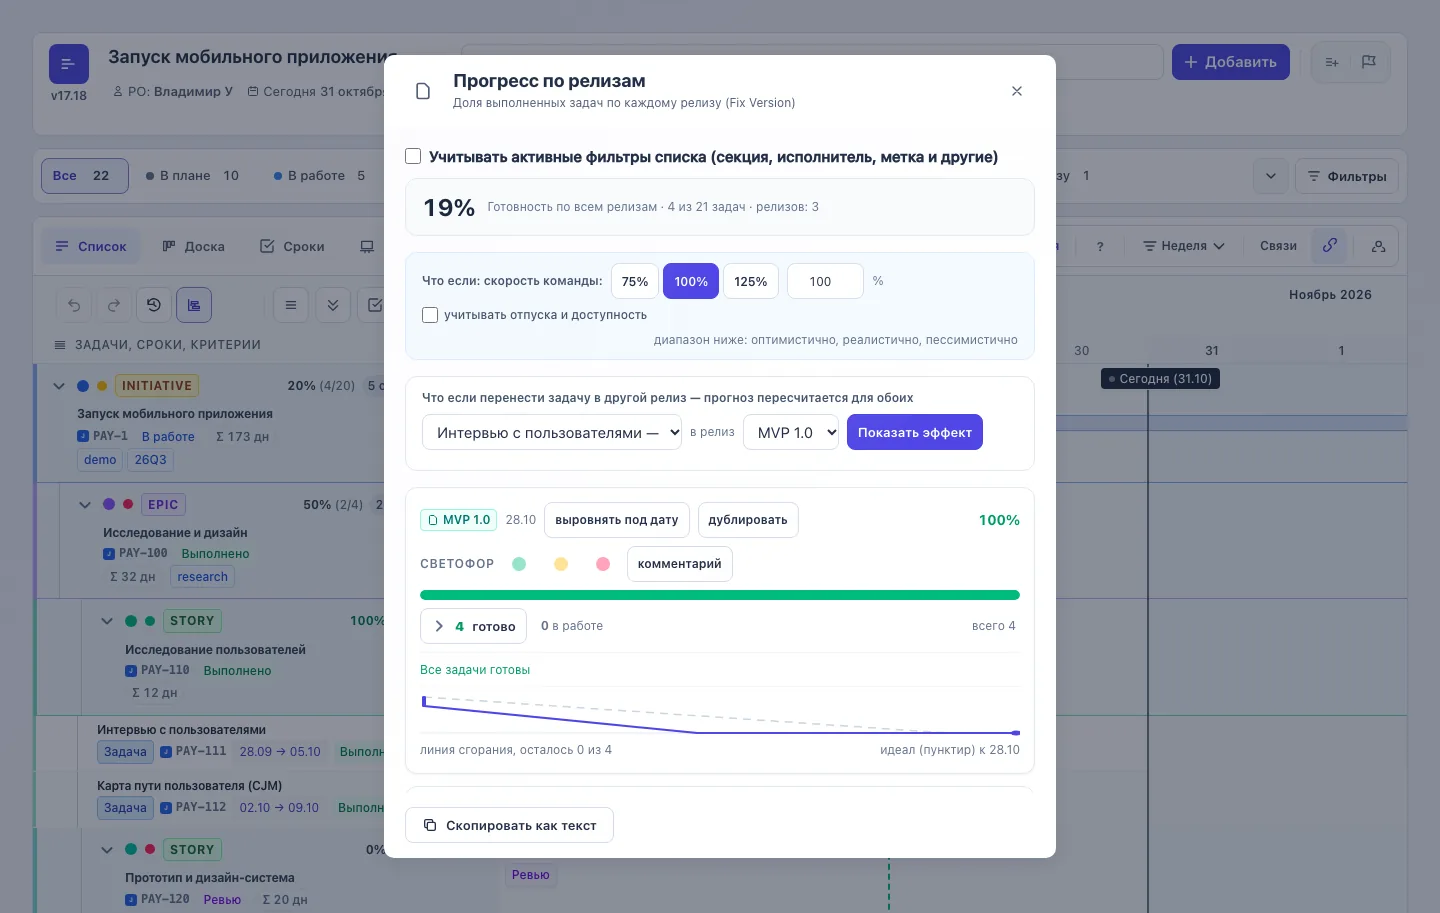 Запуск мобильного приложения
v17.18
PO: Владимир У
Сегодня 31 октябр
Добавить
Все 22
В плане 10
В работе 5
зу 1
Фильтры
Список
Доска
Сроки
?
Неделя
Связи
Ноябрь 2026
ЗАДАЧИ, СРОКИ, КРИТЕРИИ
30
31
1
Сегодня (31.10)
INITIATIVE
20% (4/20)
Запуск мобильного приложения
PAY-1 В работе Σ 173 дн
demo 26Q3
EPIC
50% (2/4)
Исследование и дизайн
PAY-100 Выполнено
Σ 32 дн research
STORY
100%
Исследование пользователей
PAY-110 Выполнено
Σ 12 дн
Интервью с пользователями
Задача PAY-111 28.09 → 05.10 Выполн
Карта пути пользователя (CJM)
Задача PAY-112 02.10 → 09.10 Выполн
STORY
0%
Прототип и дизайн-система
PAY-120 Ревью Σ 20 дн
Ревью
Прогресс по релизам
Доля выполненных задач по каждому релизу (Fix Version)
Учитывать активные фильтры списка (секция, исполнитель, метка и другие)
19% Готовность по всем релизам · 4 из 21 задач · релизов: 3
Что если: скорость команды: 75% 100% 125% 100 %
учитывать отпуска и доступность
диапазон ниже: оптимистично, реалистично, пессимистично
Что если перенести задачу в другой релиз — прогноз пересчитается для обоих
Интервью с пользователями — в релиз MVP 1.0 Показать эффект
MVP 1.0 28.10 выровнять под дату дублировать 100%
СВЕТОФОР комментарий
4 готово 0 в работе всего 4
Все задачи готовы
линия сгорания, осталось 0 из 4 идеал (пунктир) к 28.10
Скопировать как текст